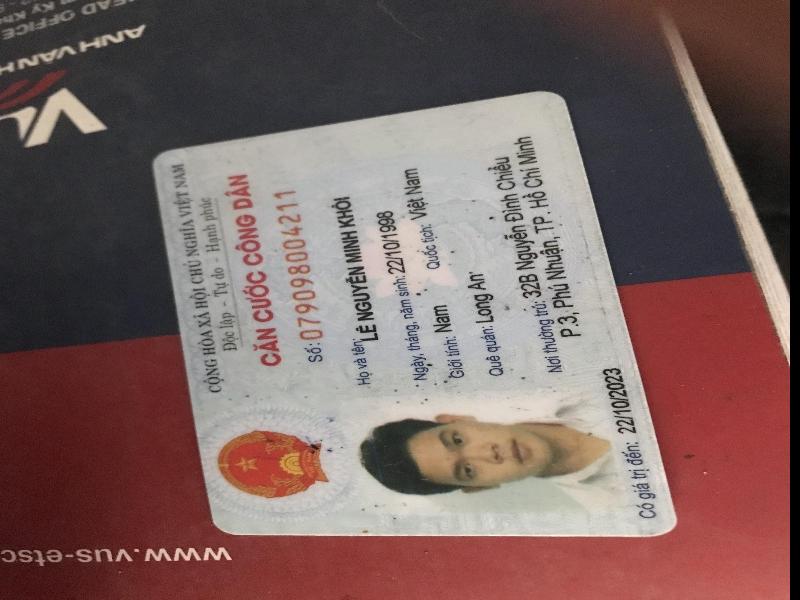 CỘNG HÒA XÃ HỘI CHỦ NGHĨA VIỆT NAM
Độc lập - Tự do - Hạnh phúc
CĂN CƯỚC CÔNG DÂN
Số: 079098004211
Họ và tên:
LÊ NGUYỄN MINH KHÔI
Ngày, tháng, năm sinh: 22/10/1998
Giới tính: Nam Quốc tịch: Việt Nam
Quê quán: Long An
Nơi thường trú: 32B Nguyễn Đình Chiểu
P.3, Phú Nhuận, TP. Hồ Chí Minh
Có giá trị đến: 22/10/2023
HEAD OFFICE
ANH VĂN H
VU
www.vus-etsc